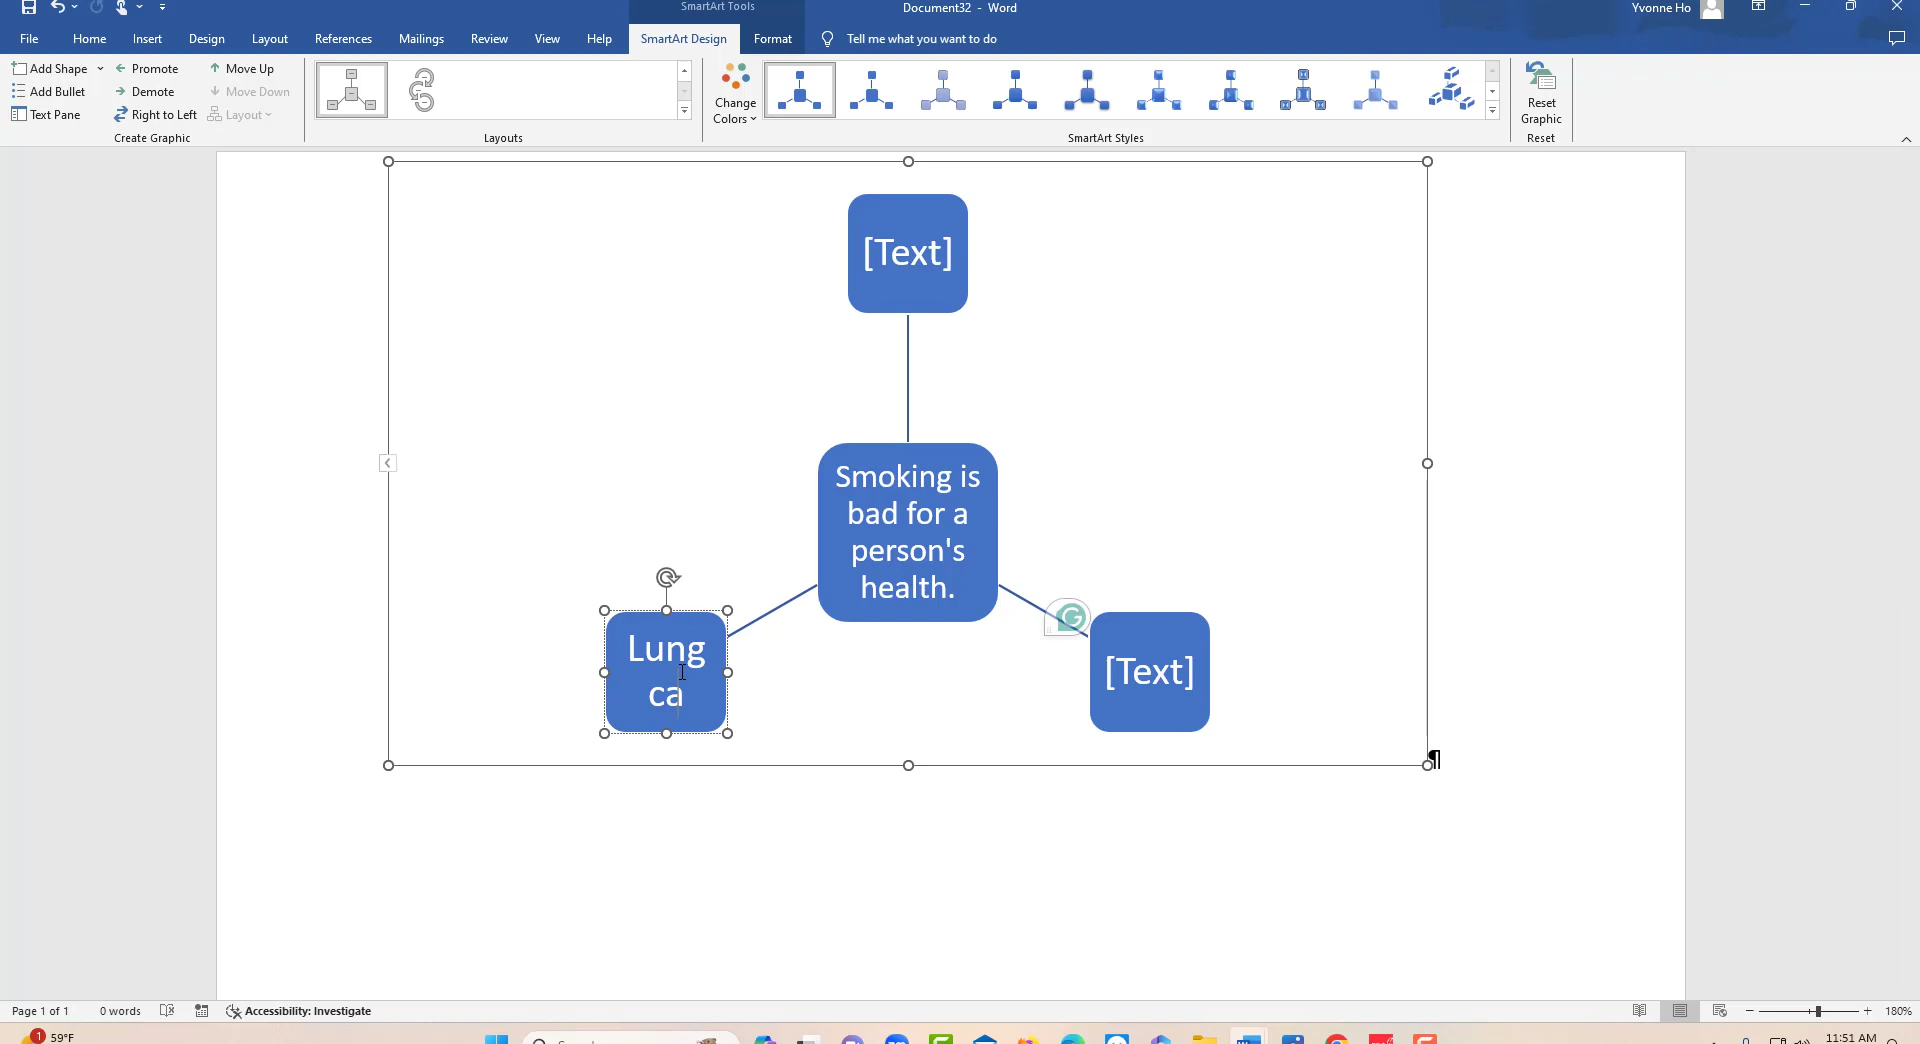 SmartArt Tools
Document32 - Word
Yvonne Ho
File Home Insert Design Layout References Mailings Review View Help SmartArt Design Format Tell me what you want to do
Add Shape Promote Move Up
Add Bullet Demote Move Down
Text Pane Right to Left Layout
Create Graphic
Layouts
Change
Colors
SmartArt Styles
Reset
Graphic
Reset
[Text]
Smoking is
bad for a
person's
health.
Lung
ca
[Text]
¶
Page 1 of 1 0 words Accessibility: Investigate 180%
1 59°F
11:51 AM